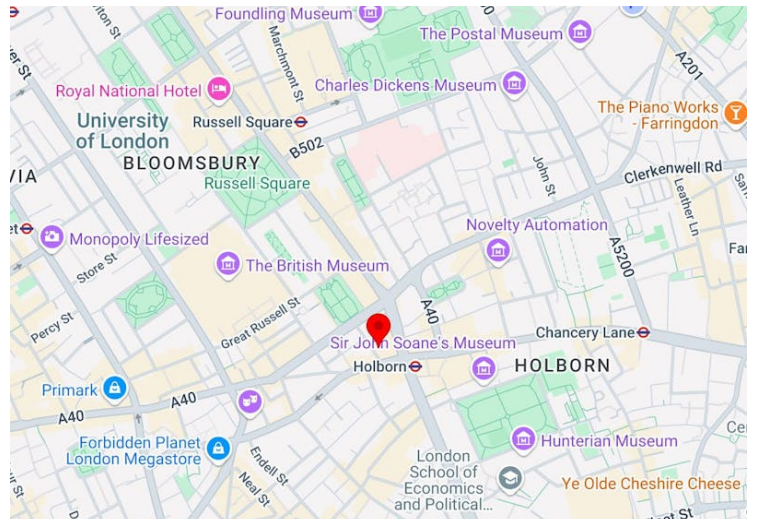 Foundling Museum
The Postal Museum
A201
Marchmont St
Royal National Hotel
Charles Dickens Museum
The Piano Works
- Farringdon
University
of London
Russell Square
B502
BLOOMSBURY
Russell Square
John St
Clerkenwell Rd
Leather Ln
Novelty Automation
Monopoly Lifesized
Store St
The British Museum
A5200
Percy St
Great Russell St
A40
Sir John Soane's Museum
Chancery Lane
Holborn
HOLBORN
Primark
A40
A40
Forbidden Planet
London Megastore
Endell St
Neal St
Hunterian Museum
London
School of
Economics
and Political...
Ye Olde Cheshire Cheese